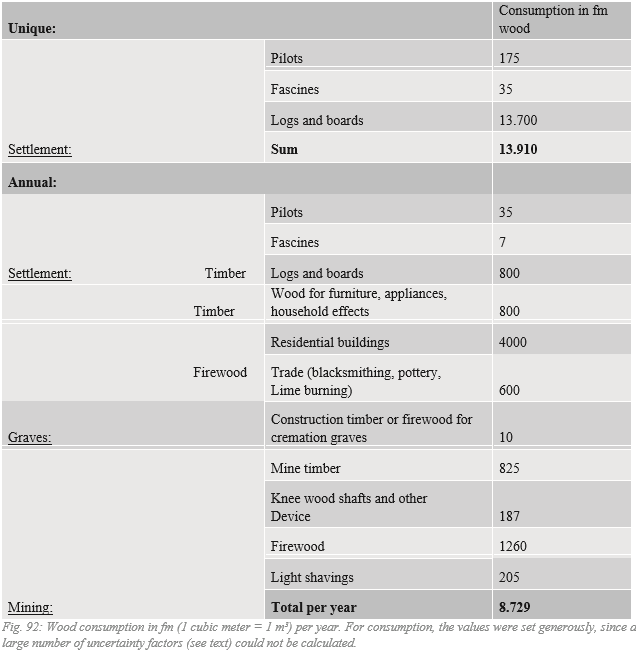 Consumption in fm
Unique: wood
Pilots 175
Fascines 35
Logs and boards 13.700
Settlement: Sum 13.910
Annual:
Pilots 35
Fascines 7
Settlement: Timber Logs and boards 800
Wood for furniture, appliances,
Timber household effects 800
Residential buildings 4000
Firewood Trade (blacksmithing, pottery,
Lime burning) 600
Construction timber or firewood for
Graves: cremation graves 10
Mine timber 825
Knee wood shafts and other
Device 187
Firewood 1260
Light shavings 205
Mining: Total per year 8.729
Fig. 92: Wood consumption in fm (1 cubic meter = 1 m³) per year. For consumption, the values were set generously, since a
large number of uncertainty factors (see text) could not be calculated.